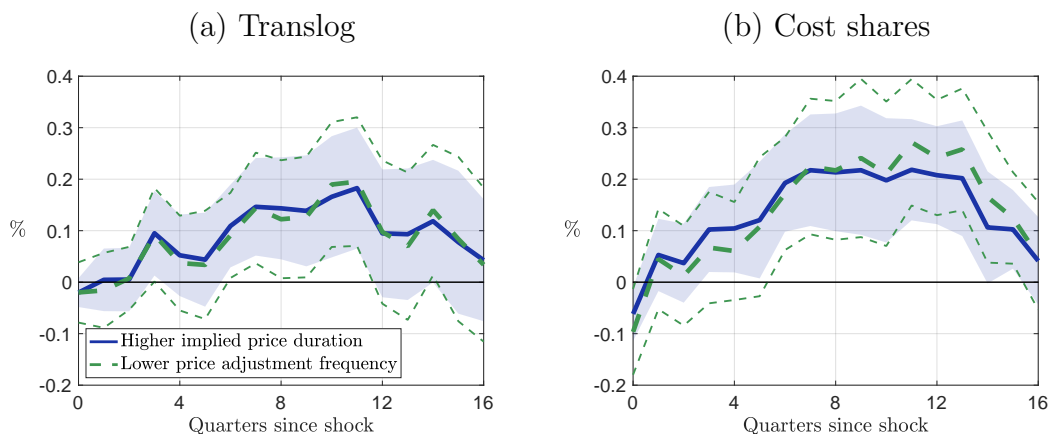 (a) Translog
0.4
0.3
0.2
0.1
0
-0.1
-0.2
%
Higher implied price duration
Lower price adjustment frequency
0 4 8 12 16
Quarters since shock
(b) Cost shares
0.4
0.3
0.2
0.1
0
-0.1
-0.2
%
0 4 8 12 16
Quarters since shock